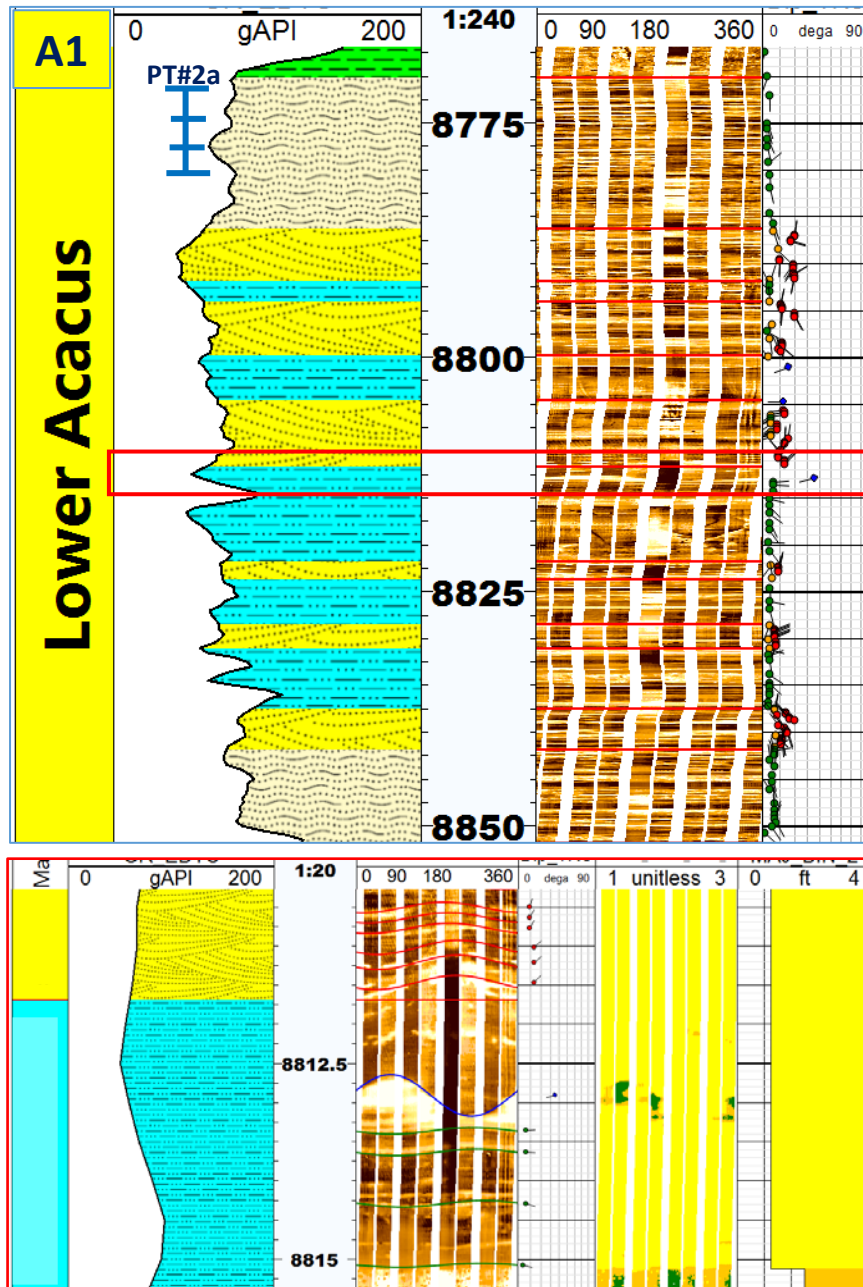 A1
0 gAPI 200
1:240
0 90 180 360
0 dega 90
PT#2a
Lower Acacus
8775
8800
8825
8850
Ma
0 gAPI 200
1:20
0 90 180 360
0 dega 90
1 unitless 3
0 ft 4
8812.5
8815